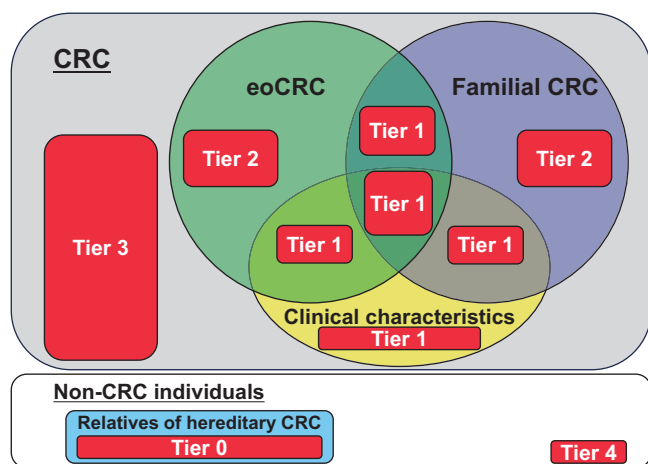 CRC
eoCRC
Familial CRC
Tier 1
Tier 2
Tier 2
Tier 1
Tier 3
Tier 1
Tier 1
Clinical characteristics
Tier 1
Non-CRC individuals
Relatives of hereditary CRC
Tier 0
Tier 4